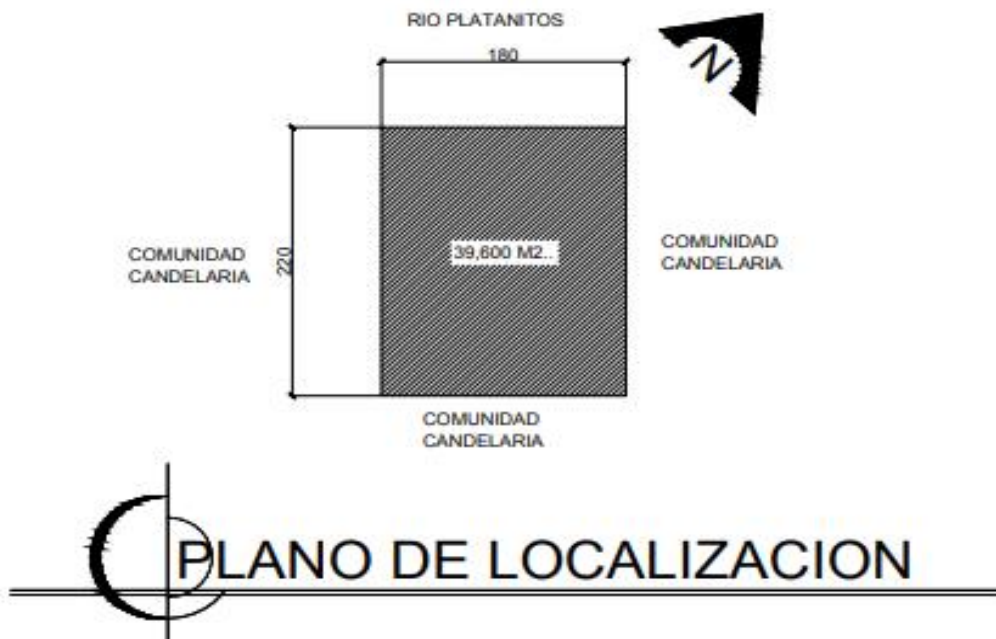 RIO PLATANITOS
180
N
COMUNIDAD
CANDELARIA
220
39,600 M2..
COMUNIDAD
CANDELARIA
COMUNIDAD
CANDELARIA
PLANO DE LOCALIZACION